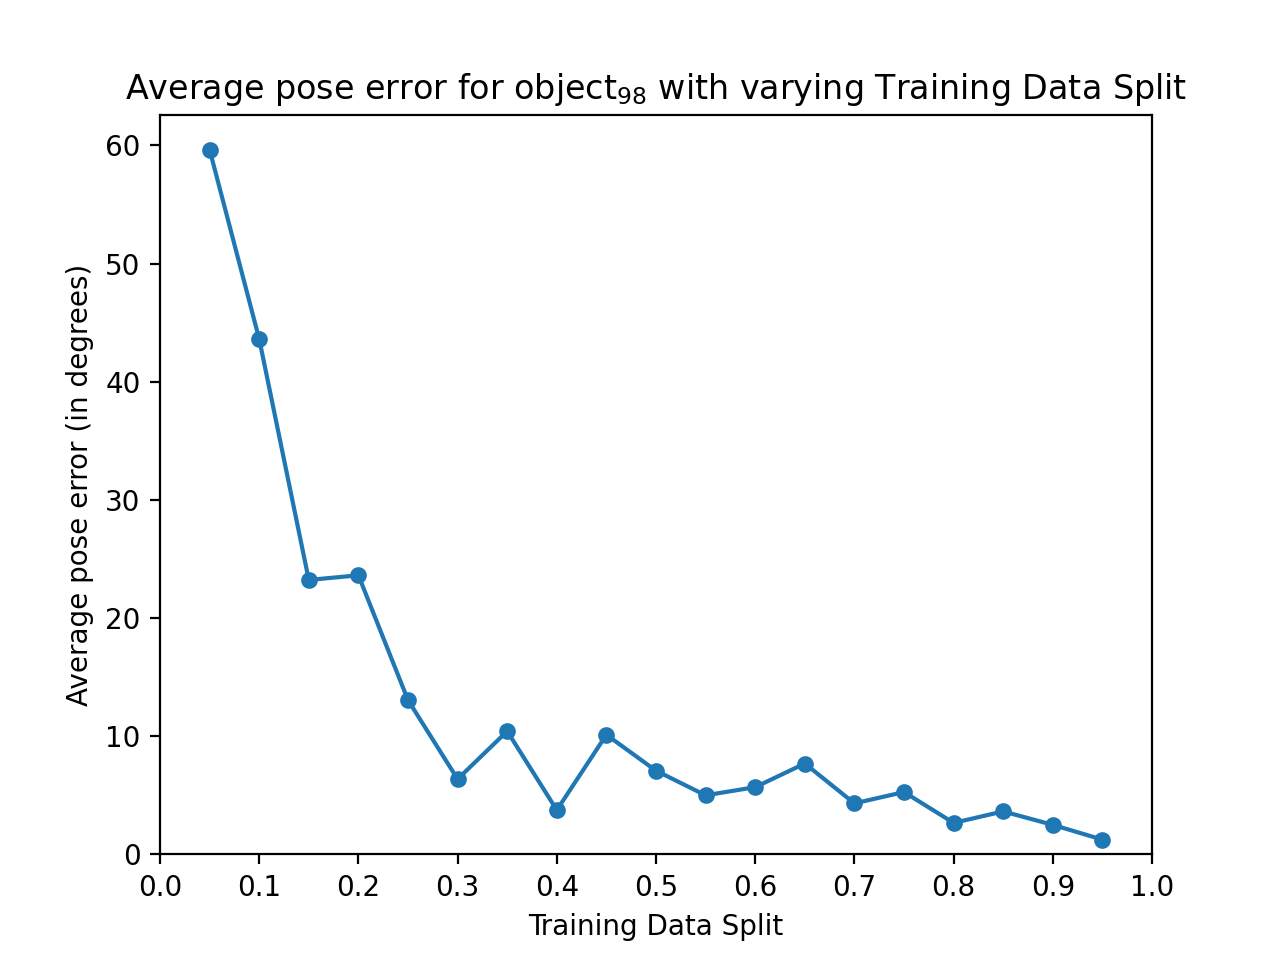 Average pose error for object₉₈ with varying Training Data Split
Average pose error (in degrees)
60
50
40
30
20
10
0
0.0 0.1 0.2 0.3 0.4 0.5 0.6 0.7 0.8 0.9 1.0
Training Data Split